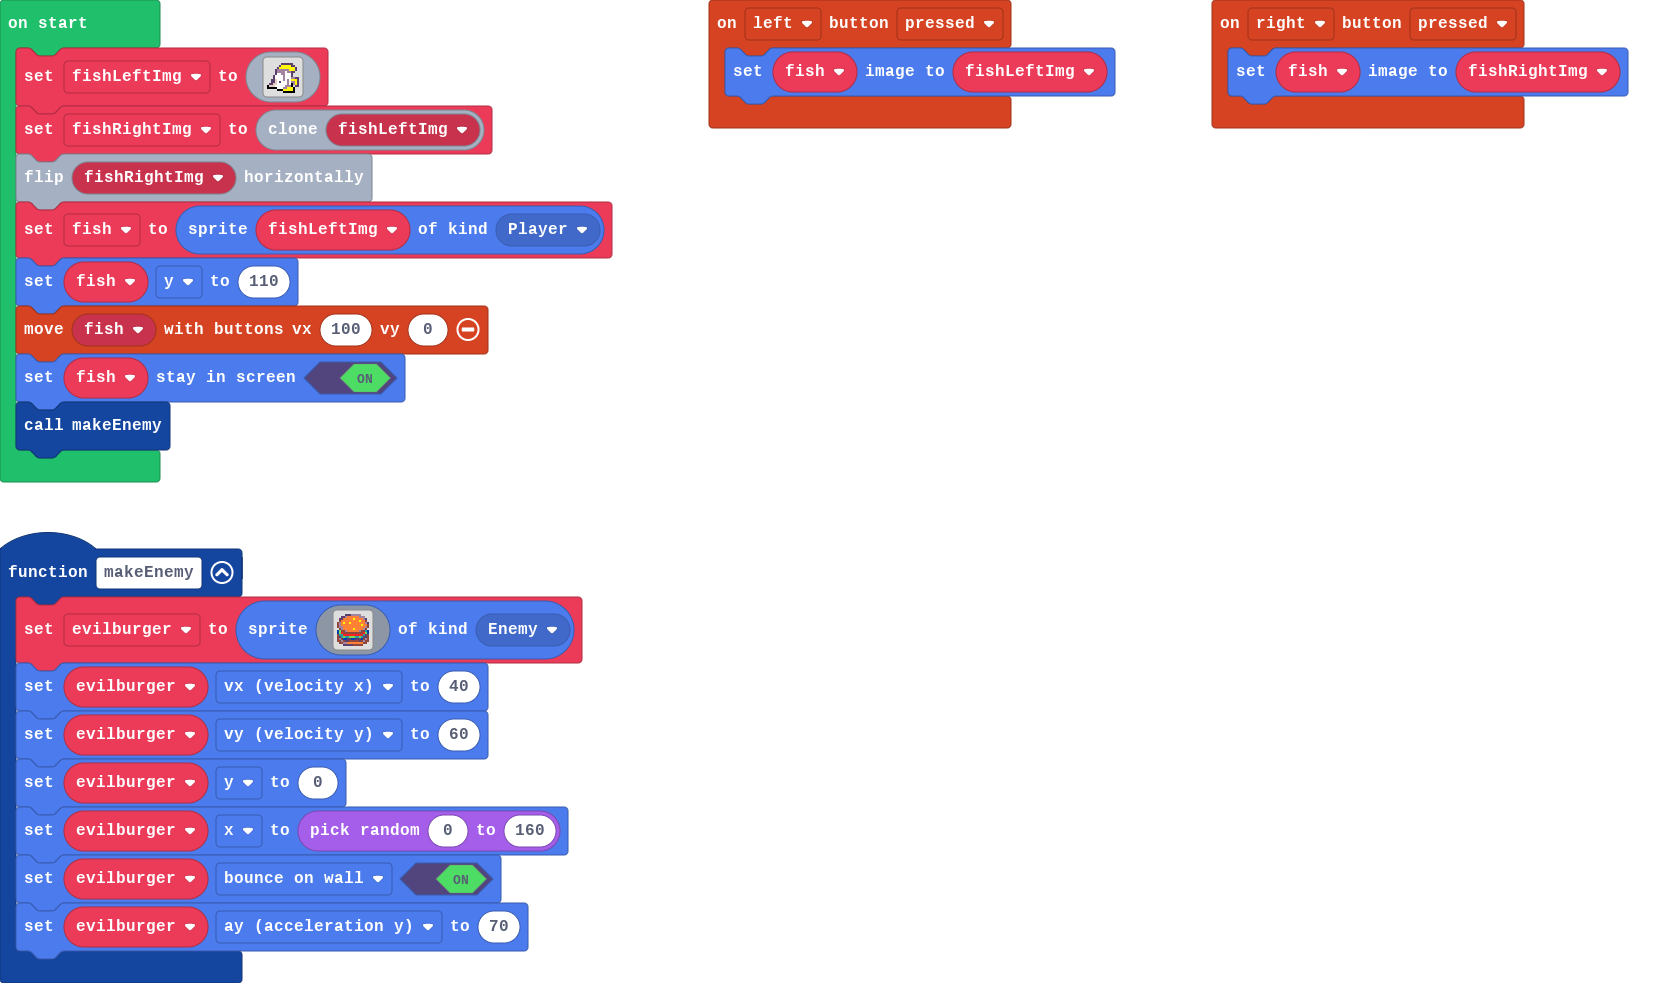 on start
set fishLeftImg to
set fishRightImg to clone fishLeftImg
flip fishRightImg horizontally
set fish to sprite fishLeftImg of kind Player
set fish y to 110
move fish with buttons vx 100 vy 0
set fish stay in screen ON
call makeEnemy
on left button pressed
set fish image to fishLeftImg
on right button pressed
set fish image to fishRightImg
function makeEnemy
set evilburger to sprite of kind Enemy
set evilburger vx (velocity x) to 40
set evilburger vy (velocity y) to 60
set evilburger y to 0
set evilburger x to pick random 0 to 160
set evilburger bounce on wall ON
set evilburger ay (acceleration y) to 70